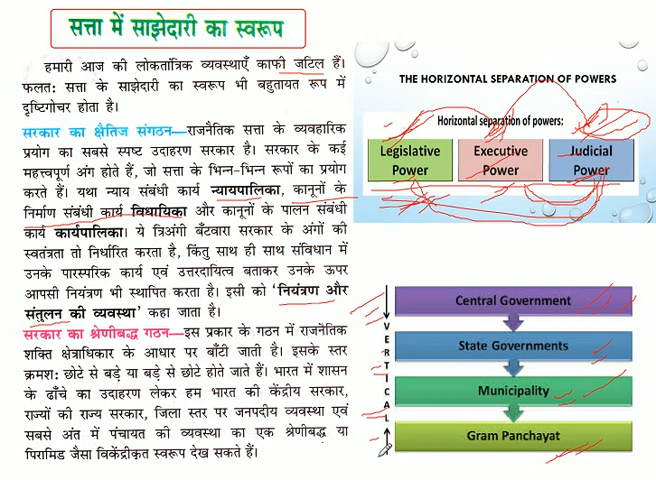 सत्ता में साझेदारी का स्वरूप
हमारी आज की लोकतांत्रिक व्यवस्थाएँ काफी जटिल हैं।
फलत: सत्ता के साझेदारी का स्वरूप भी बहुतायत रूप में
दृष्टिगोचर होता है।
सरकार का क्षैतिज संगठन—राजनैतिक सत्ता के व्यवहारिक
प्रयोग का सबसे स्पष्ट उदाहरण सरकार है। सरकार के कई
महत्त्वपूर्ण अंग होते हैं, जो सत्ता के भिन्न-भिन्न रूपों का प्रयोग
करते हैं। यथा न्याय संबंधी कार्य न्यायपालिका, कानूनों के
निर्माण संबंधी कार्य विधायिका और कानूनों के पालन संबंधी
कार्य कार्यपालिका। ये त्रिअंगी बँटवारा सरकार के अंगों की
स्वतंत्रता तो निर्धारित करता है, किंतु साथ ही साथ संविधान में
उनके पारस्परिक कार्य एवं उत्तरदायित्व बताकर उनके ऊपर
आपसी नियंत्रण भी स्थापित करता है। इसी को ‘नियंत्रण और
संतुलन की व्यवस्था’ कहा जाता है।
सरकार का श्रेणीबद्ध गठन—इस प्रकार के गठन में राजनैतिक
शक्ति क्षेत्राधिकार के आधार पर बाँटी जाती है। इसके स्तर
क्रमश: छोटे से बड़े या बड़े से छोटे होते जाते हैं। भारत में शासन
के ढाँचे का उदाहरण लेकर हम भारत की केंद्रीय सरकार,
राज्यों की राज्य सरकार, जिला स्तर पर जनपदीय व्यवस्था एवं
सबसे अंत में पंचायत की व्यवस्था का एक श्रेणीबद्ध या
पिरामिड जैसा विकेंद्रीकृत स्वरूप देख सकते हैं।
THE HORIZONTAL SEPARATION OF POWERS
Horizontal separation of powers:
Legislative Power
Executive Power
Judicial Power
VERTICAL
Central Government
State Governments
Municipality
Gram Panchayat